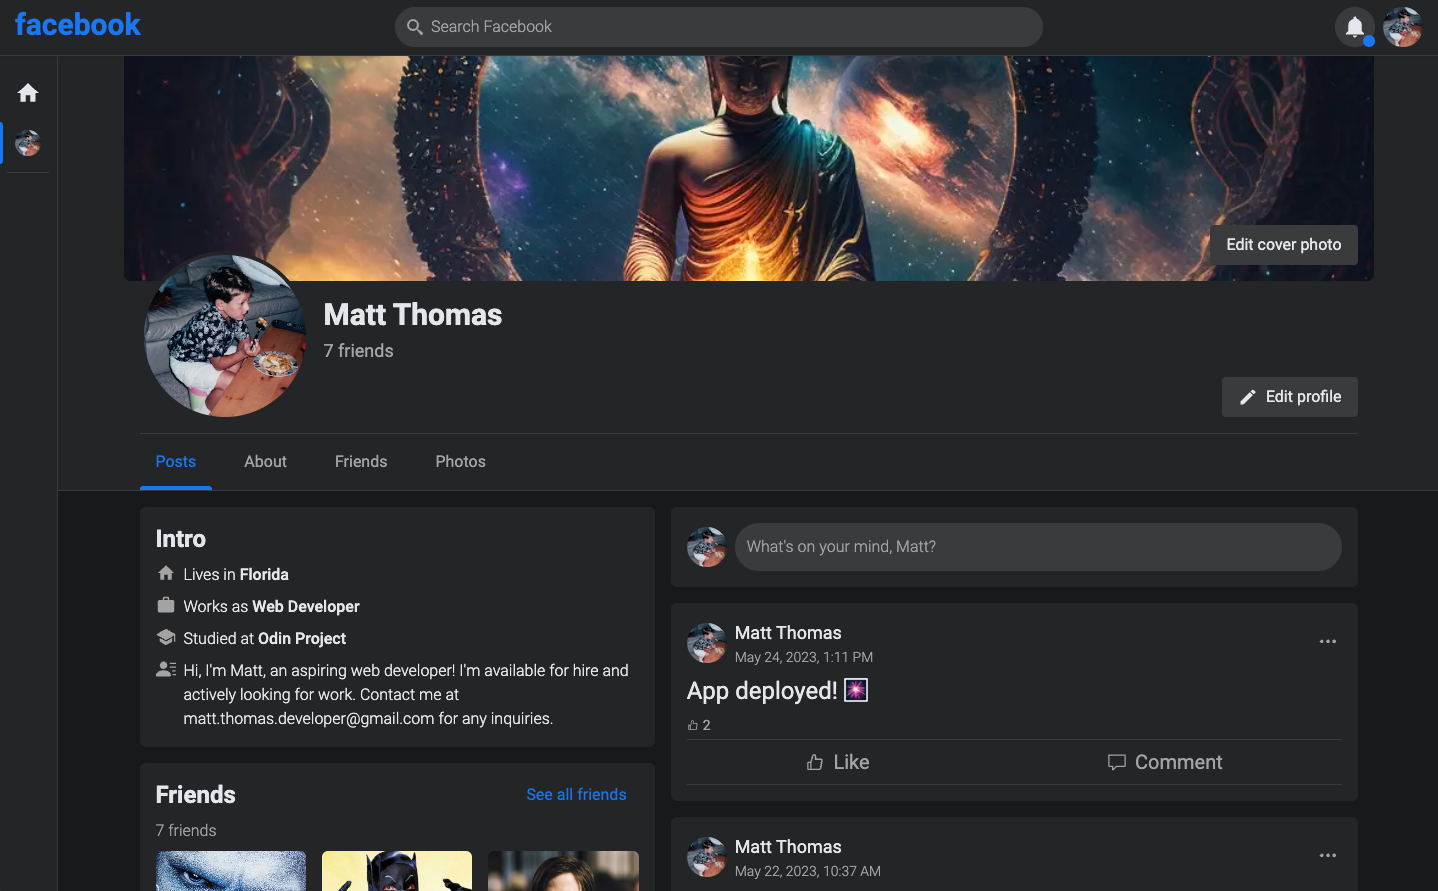 facebook
Search Facebook
Edit cover photo
Matt Thomas
7 friends
Edit profile
Posts
About
Friends
Photos
Intro
Lives in Florida
Works as Web Developer
Studied at Odin Project
Hi, I'm Matt, an aspiring web developer! I'm available for hire and
actively looking for work. Contact me at
matt.thomas.developer@gmail.com for any inquiries.
Friends
See all friends
7 friends
What's on your mind, Matt?
Matt Thomas
May 24, 2023, 1:11 PM
App deployed! 🎆
2
Like
Comment
Matt Thomas
May 22, 2023, 10:37 AM